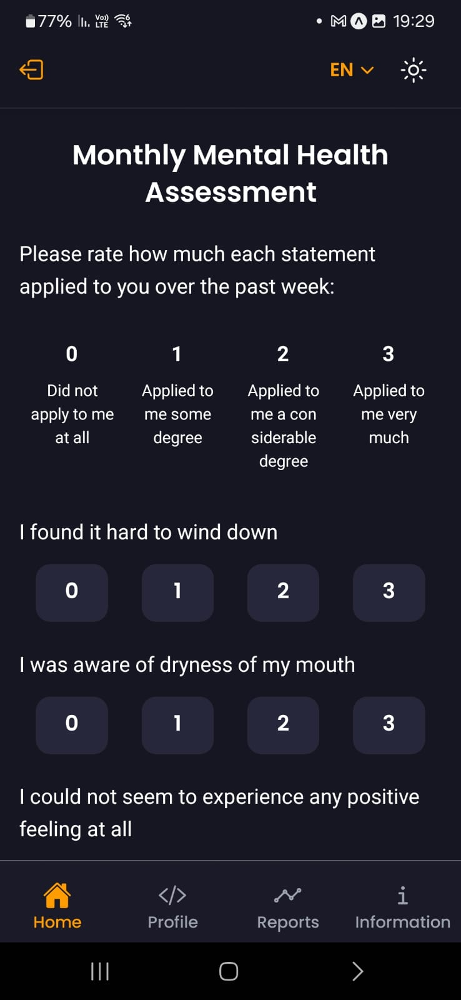 77% Vo)) LTE 6 19:29
EN
Monthly Mental Health
Assessment
Please rate how much each statement
applied to you over the past week:
0 1 2 3
Did not apply to me at all
Applied to me some degree
Applied to me a con siderable degree
Applied to me very much
I found it hard to wind down
0 1 2 3
I was aware of dryness of my mouth
0 1 2 3
I could not seem to experience any positive
feeling at all
Home Profile Reports Information